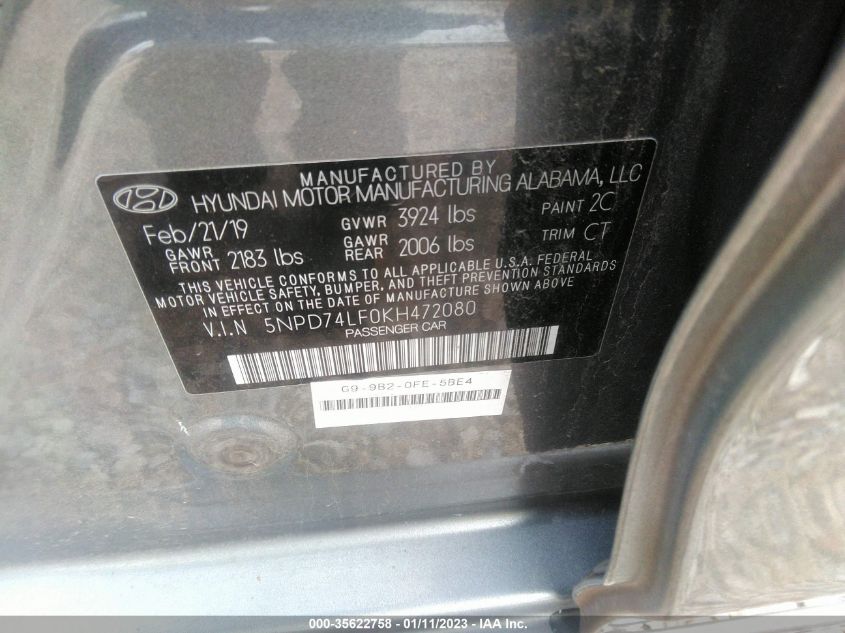 MANUFACTURED BY
HYUNDAI MOTOR MANUFACTURING ALABAMA, LLC
Feb/21/19 GVWR 3924 lbs PAINT 2C
GAWR FRONT 2183 lbs GAWR REAR 2006 lbs TRIM CT
THIS VEHICLE CONFORMS TO ALL APPLICABLE U.S.A. FEDERAL
MOTOR VEHICLE SAFETY, BUMPER, AND THEFT PREVENTION STANDARDS
IN EFFECT ON THE DATE OF MANUFACTURE SHOWN ABOVE
V.I.N 5NPD74LF0KH472080
PASSENGER CAR
G9-9B2-0FE-5BE4
000-35622758 - 01/11/2023 - IAA Inc.